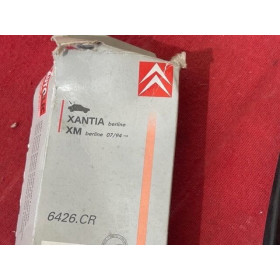 XANTIA berline
XM berline 07/94 →
6426.CR